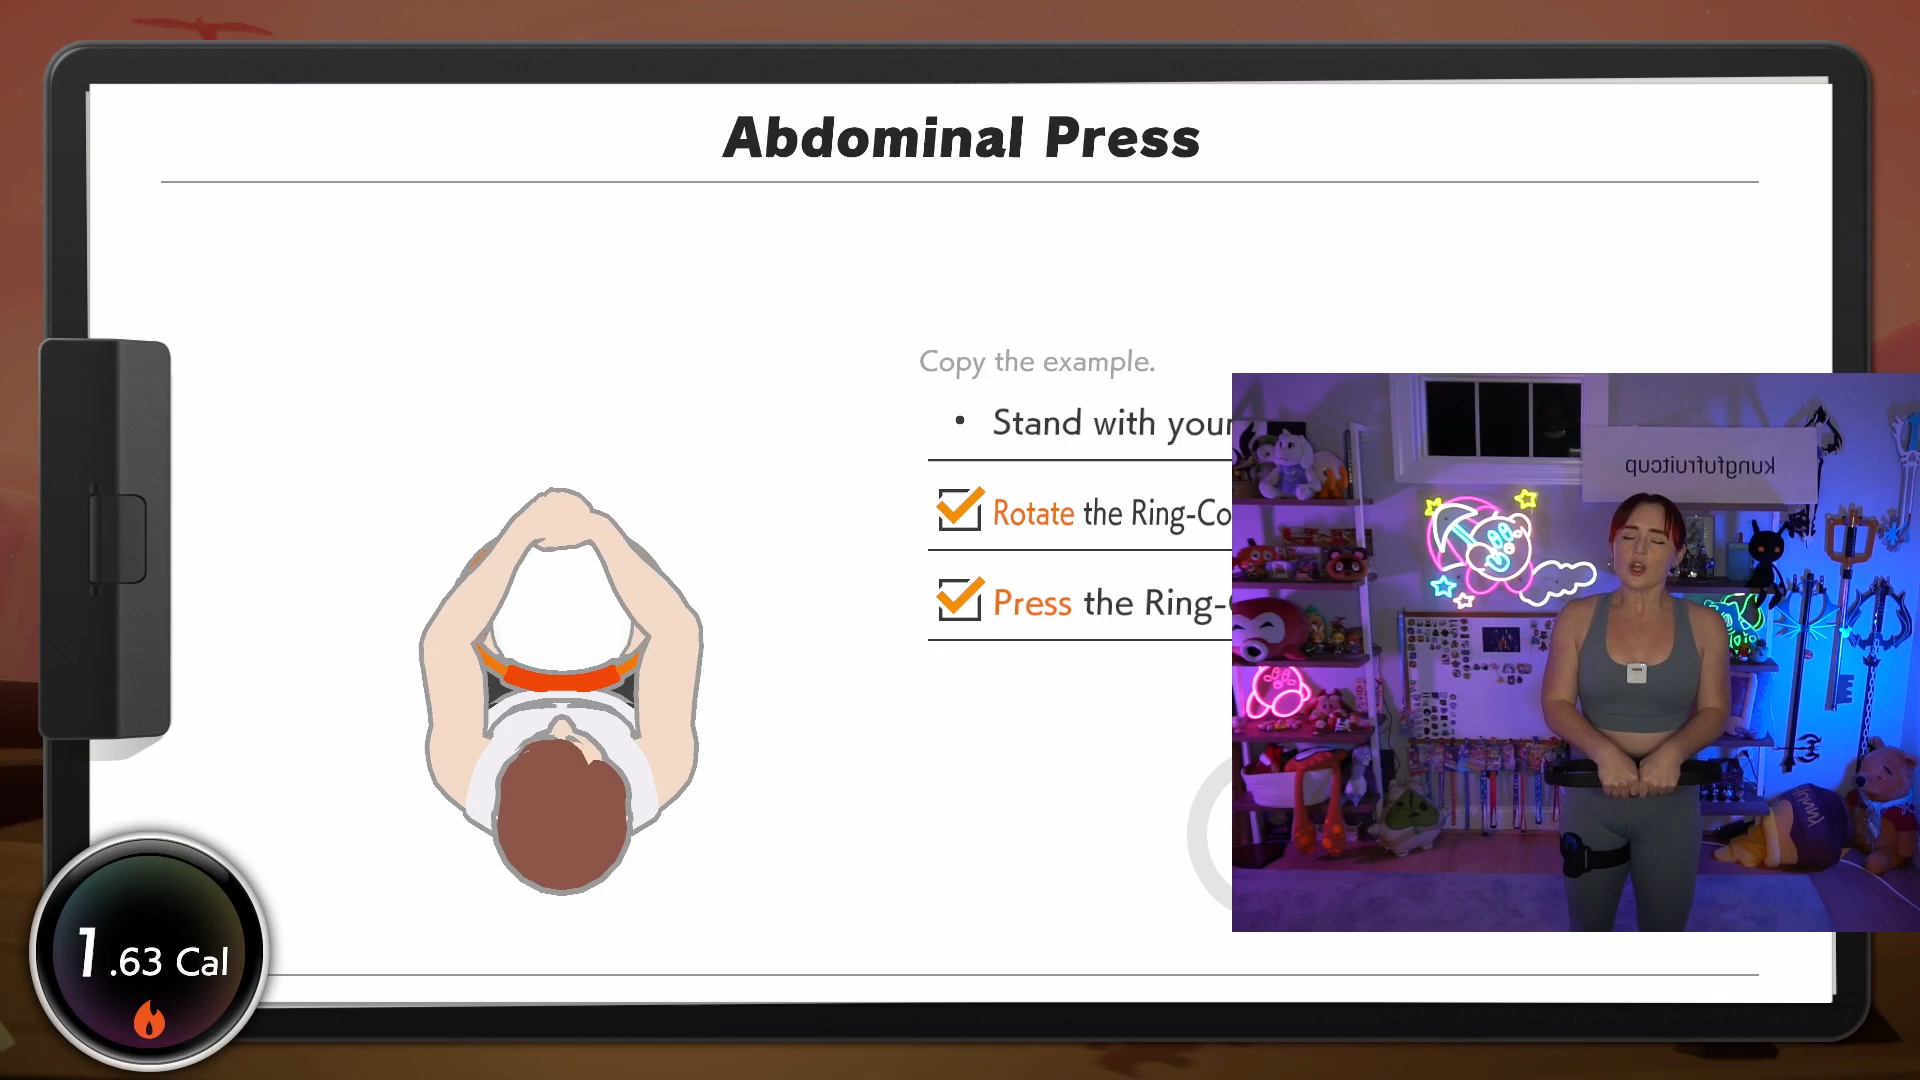 Abdominal Press
Copy the example.
• Stand with your
Rotate the Ring-Co
Press the Ring-
kungfufruitcup
1.63 Cal